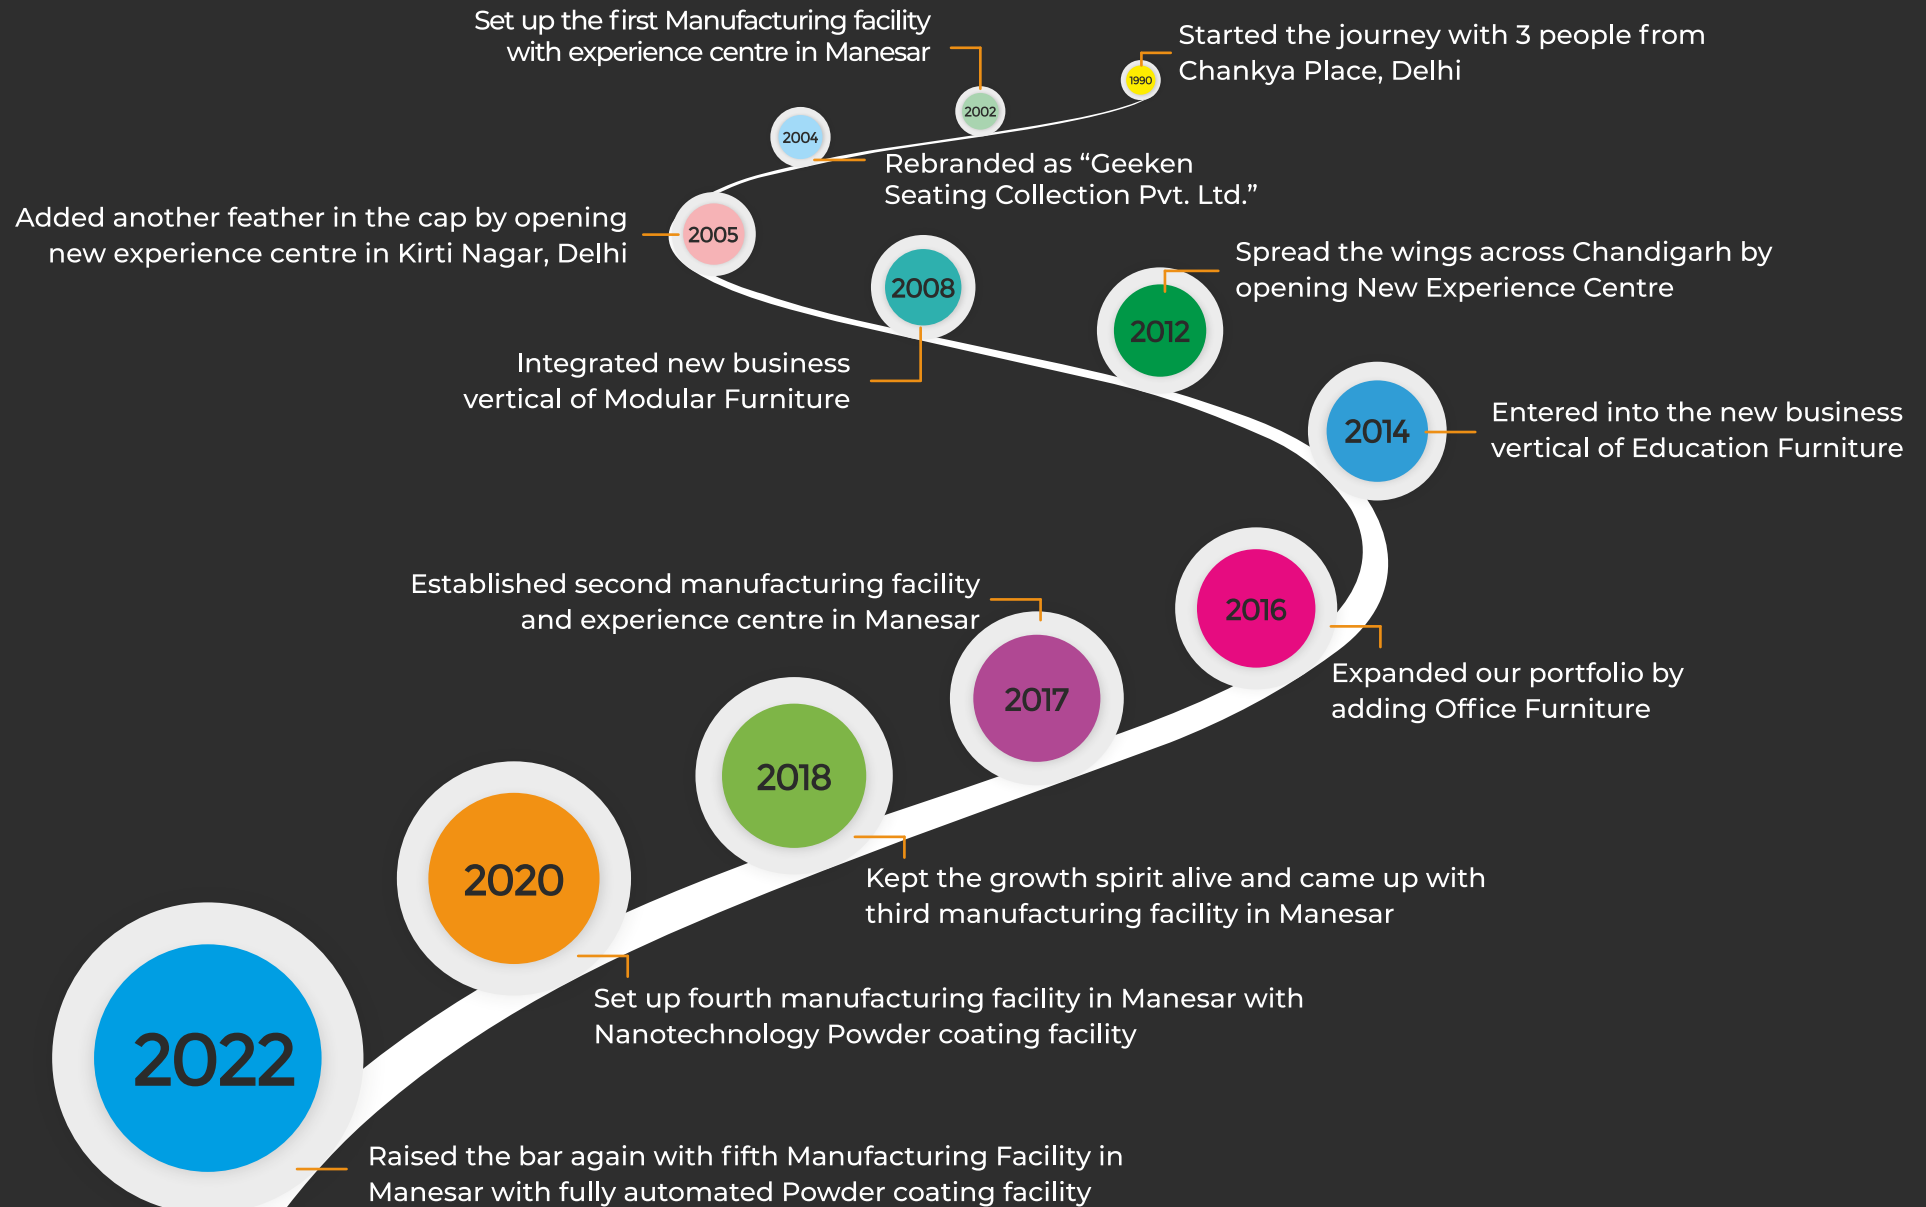 Set up the first Manufacturing facility
with experience centre in Manesar
Started the journey with 3 people from
Chankya Place, Delhi
1990
2002
2004
Rebranded as “Geeken
Seating Collection Pvt. Ltd.”
Added another feather in the cap by opening
new experience centre in Kirti Nagar, Delhi
2005
2008
Spread the wings across Chandigarh by
opening New Experience Centre
2012
Integrated new business
vertical of Modular Furniture
2014
Entered into the new business
vertical of Education Furniture
Established second manufacturing facility
and experience centre in Manesar
2016
Expanded our portfolio by
adding Office Furniture
2017
2018
Kept the growth spirit alive and came up with
third manufacturing facility in Manesar
2020
Set up fourth manufacturing facility in Manesar with
Nanotechnology Powder coating facility
2022
Raised the bar again with fifth Manufacturing Facility in
Manesar with fully automated Powder coating facility